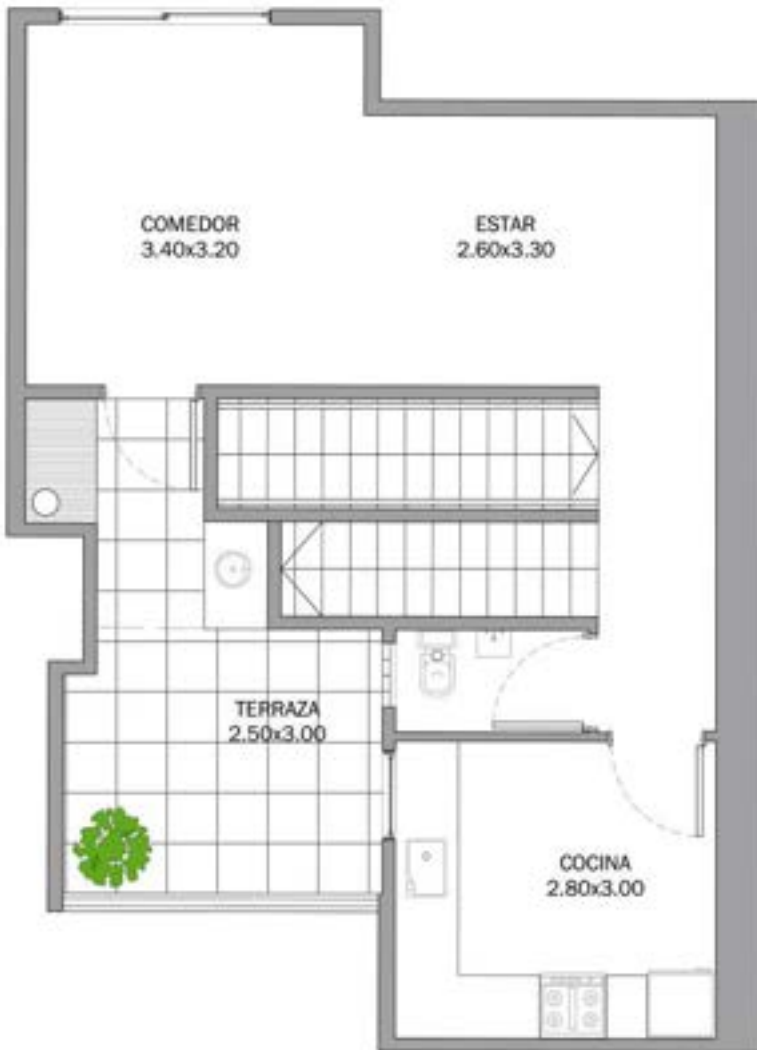 COMEDOR
3.40x3.20
ESTAR
2.60x3.30
TERRAZA
2.50x3.00
COCINA
2.80x3.00